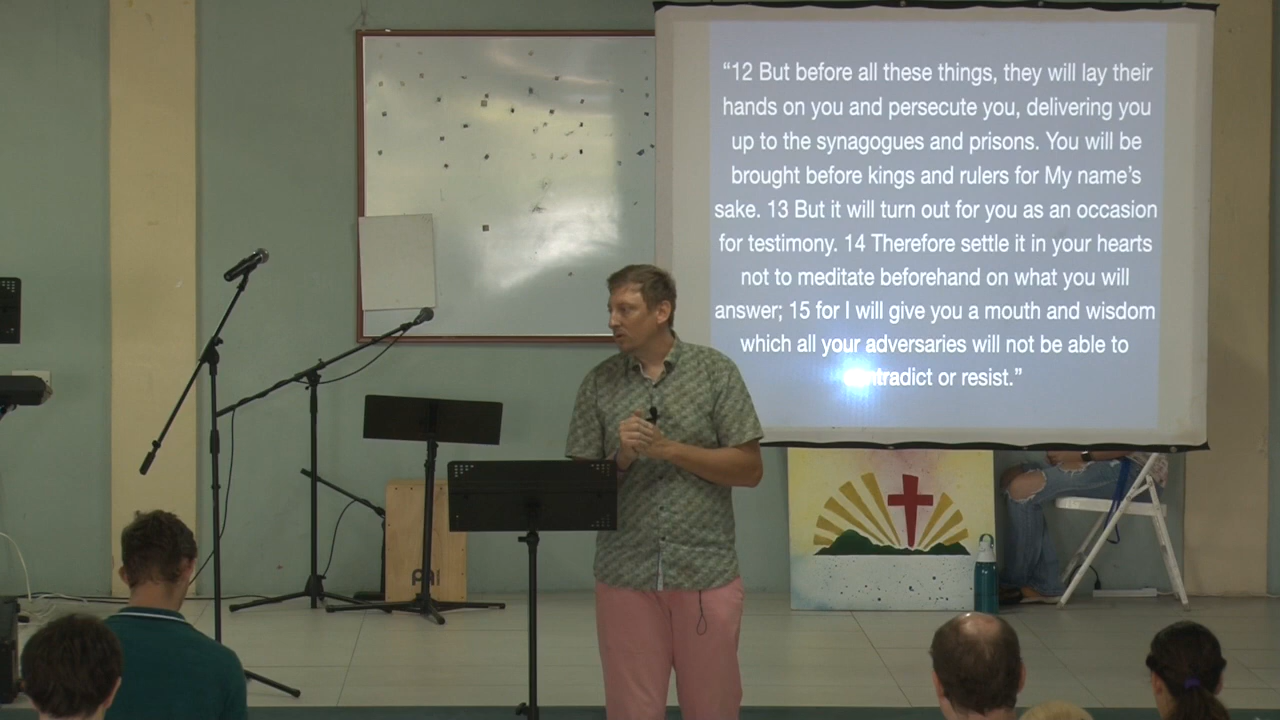 “12 But before all these things, they will lay their
hands on you and persecute you, delivering you
up to the synagogues and prisons. You will be
brought before kings and rulers for My name’s
sake. 13 But it will turn out for you as an occasion
for testimony. 14 Therefore settle it in your hearts
not to meditate beforehand on what you will
answer; 15 for I will give you a mouth and wisdom
which all your adversaries will not be able to
contradict or resist.”